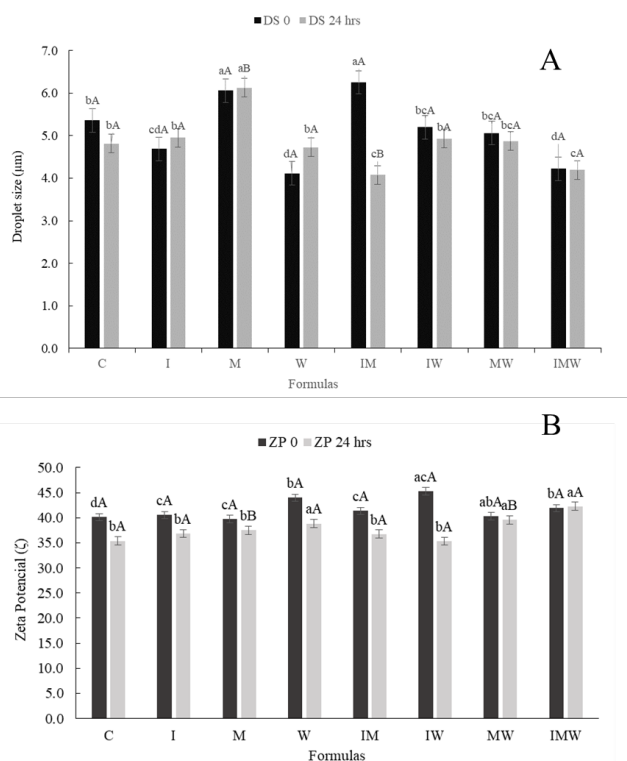 DS 0 DS 24 hrs
A
7.0
6.0
5.0
4.0
3.0
2.0
1.0
0.0
Droplet size (μm)
bA bA cdA bA aA aB dA bA aA cB bcA bA bcA bcA dA cA
C I M W IM IW MW IMW
Formulas
B
ZP 0 ZP 24 hrs
50.0
45.0
40.0
35.0
30.0
25.0
20.0
15.0
10.0
5.0
0.0
Zeta Potencial (ζ)
dA bA cA bA cA bB bA aA cA bA acA bA abA aB bA aA
C I M W IM IW MW IMW
Formulas